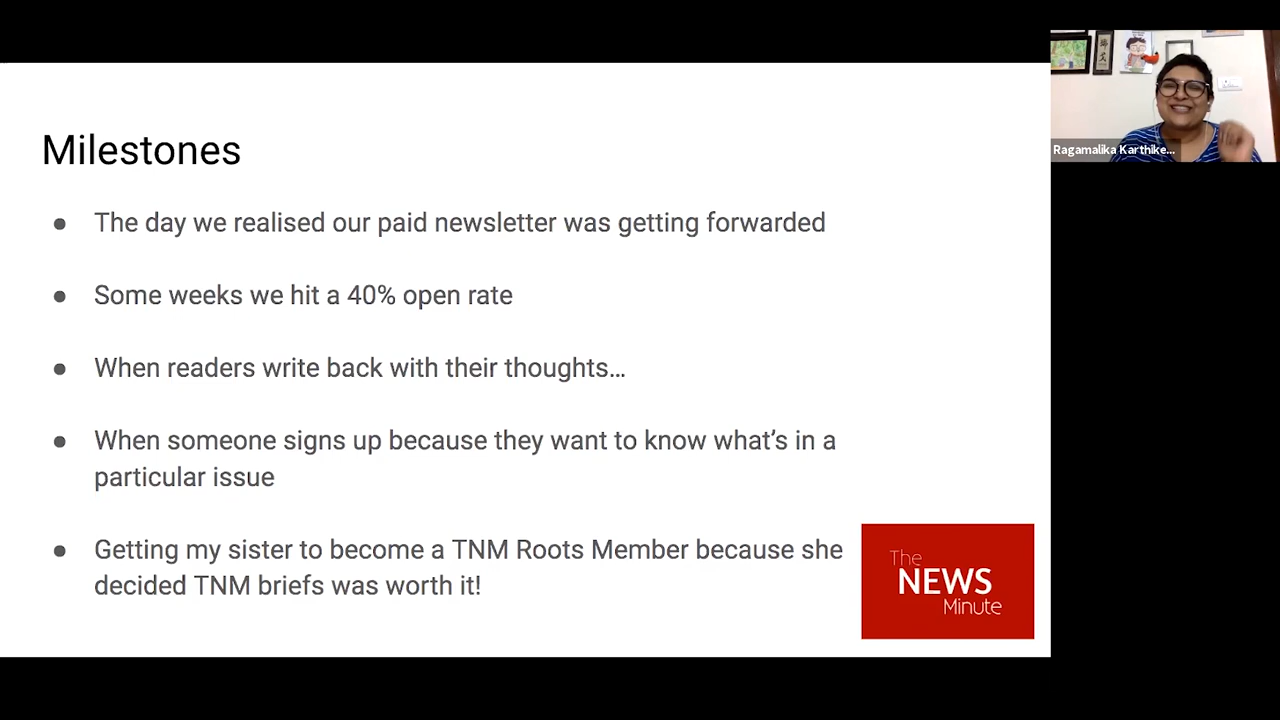 Milestones
● The day we realised our paid newsletter was getting forwarded
● Some weeks we hit a 40% open rate
● When readers write back with their thoughts…
● When someone signs up because they want to know what’s in a
particular issue
● Getting my sister to become a TNM Roots Member because she
decided TNM briefs was worth it!
The
NEWS
Minute
Ragamalika Karthike...